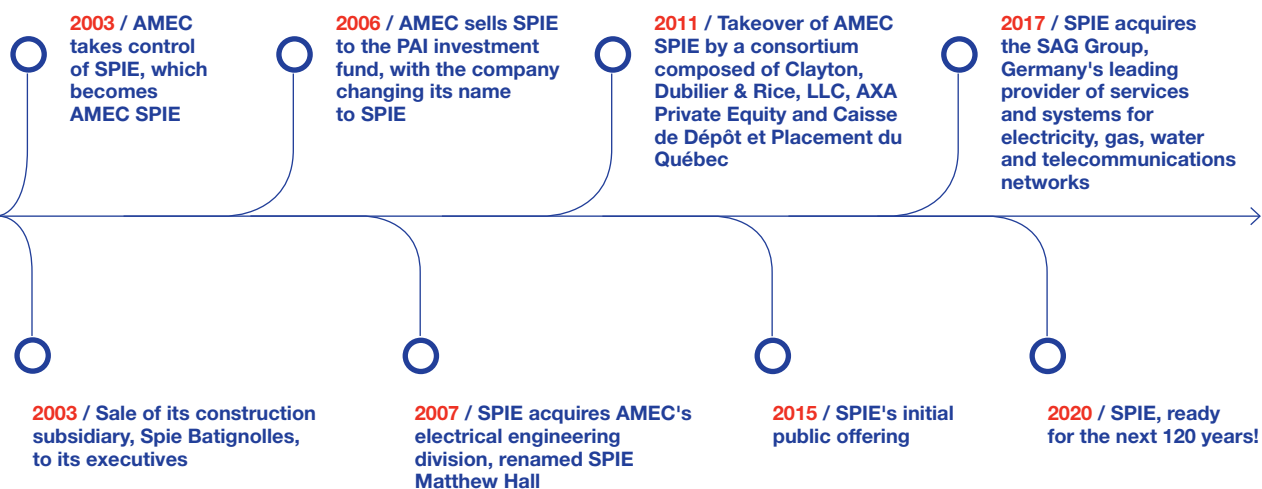 2003 / AMEC
takes control
of SPIE, which
becomes
AMEC SPIE
2006 / AMEC sells SPIE
to the PAI investment
fund, with the company
changing its name
to SPIE
2011 / Takeover of AMEC
SPIE by a consortium
composed of Clayton,
Dubilier & Rice, LLC, AXA
Private Equity and Caisse
de Dépôt et Placement du
Québec
2017 / SPIE acquires
the SAG Group,
Germany's leading
provider of services
and systems for
electricity, gas, water
and telecommunications
networks
2003 / Sale of its construction
subsidiary, Spie Batignolles,
to its executives
2007 / SPIE acquires AMEC's
electrical engineering
division, renamed SPIE
Matthew Hall
2015 / SPIE's initial
public offering
2020 / SPIE, ready
for the next 120 years!